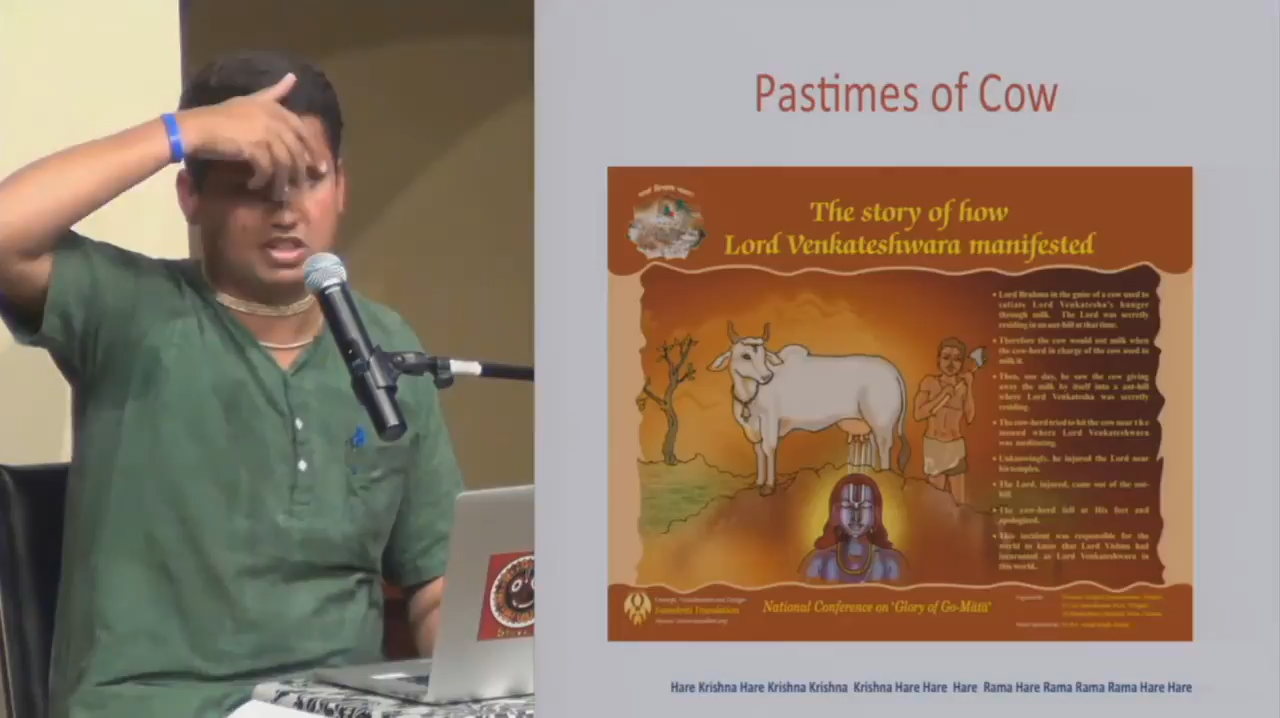 Pastimes of Cow
The story of how
Lord Venkateshwara manifested
• Lord Brahma in the guise of a cow used to
satiate Lord Venkatesha's hunger
through milk. The Lord was secretly
residing in an ant-hill at that time.
• Therefore the cow would not milk when
the cow-herd in charge of the cow used to
milk it.
• Then, one day, he saw the cow giving
away the milk by itself into a ant-hill
where Lord Venkatesha was secretly
residing.
• The cow-herd tried to hit the cow near the
mound where Lord Venkateshwara
was meditating.
• Unknowingly, he injured the Lord near
his temples.
• The Lord, injured, came out of the ant-
hill.
• The cow-herd fell at His feet and
apologized.
• This incident was responsible for the
world to know that Lord Vishnu had
incarnated as Lord Venkateshwara in
this world.
Foundation
National Conference on 'Glory of Go-Mātā'
Hare Krishna Hare Krishna Krishna Krishna Hare Hare Hare Rama Hare Rama Rama Rama Hare Hare